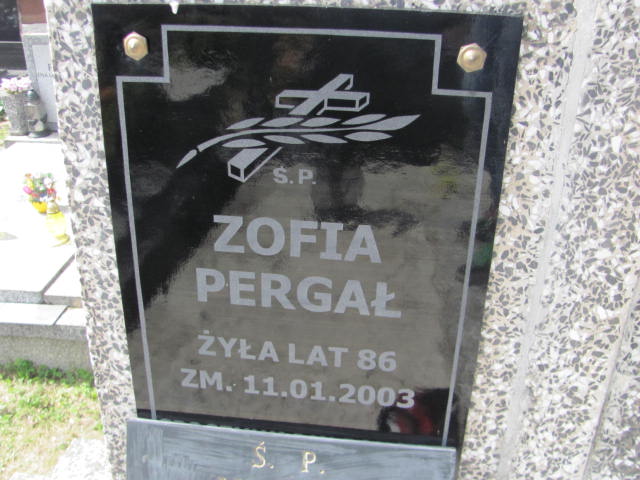 Ś.P.
ZOFIA
PERGAŁ
ŻYŁA LAT 86
ZM. 11.01.2003
Ś. P.